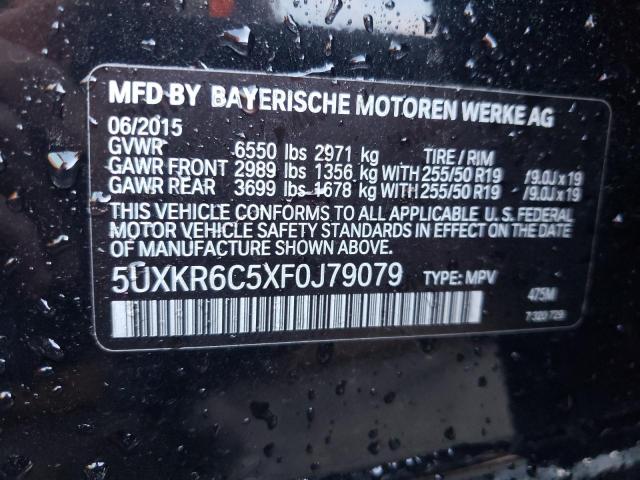 MFD BY BAYERISCHE MOTOREN WERKE AG
06/2015
GVWR 6550 lbs 2971 kg TIRE / RIM
GAWR FRONT 2989 lbs 1356 kg WITH 255/50 R19 /9.0J x 19
GAWR REAR 3699 lbs 1678 kg WITH 255/50 R19 /9.0J x 19
THIS VEHICLE CONFORMS TO ALL APPLICABLE U. S. FEDERAL
MOTOR VEHICLE SAFETY STANDARDS IN EFFECT ON THE DATE
OF MANUFACTURE SHOWN ABOVE.
5UXKR6C5XF0J79079 TYPE: MPV
475M
7 320 729